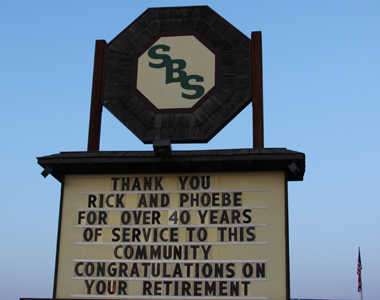 SBS
THANK YOU
RICK AND PHOEBE
FOR OVER 40 YEARS
OF SERVICE TO THIS
COMMUNITY
CONGRATULATIONS ON
YOUR RETIREMENT